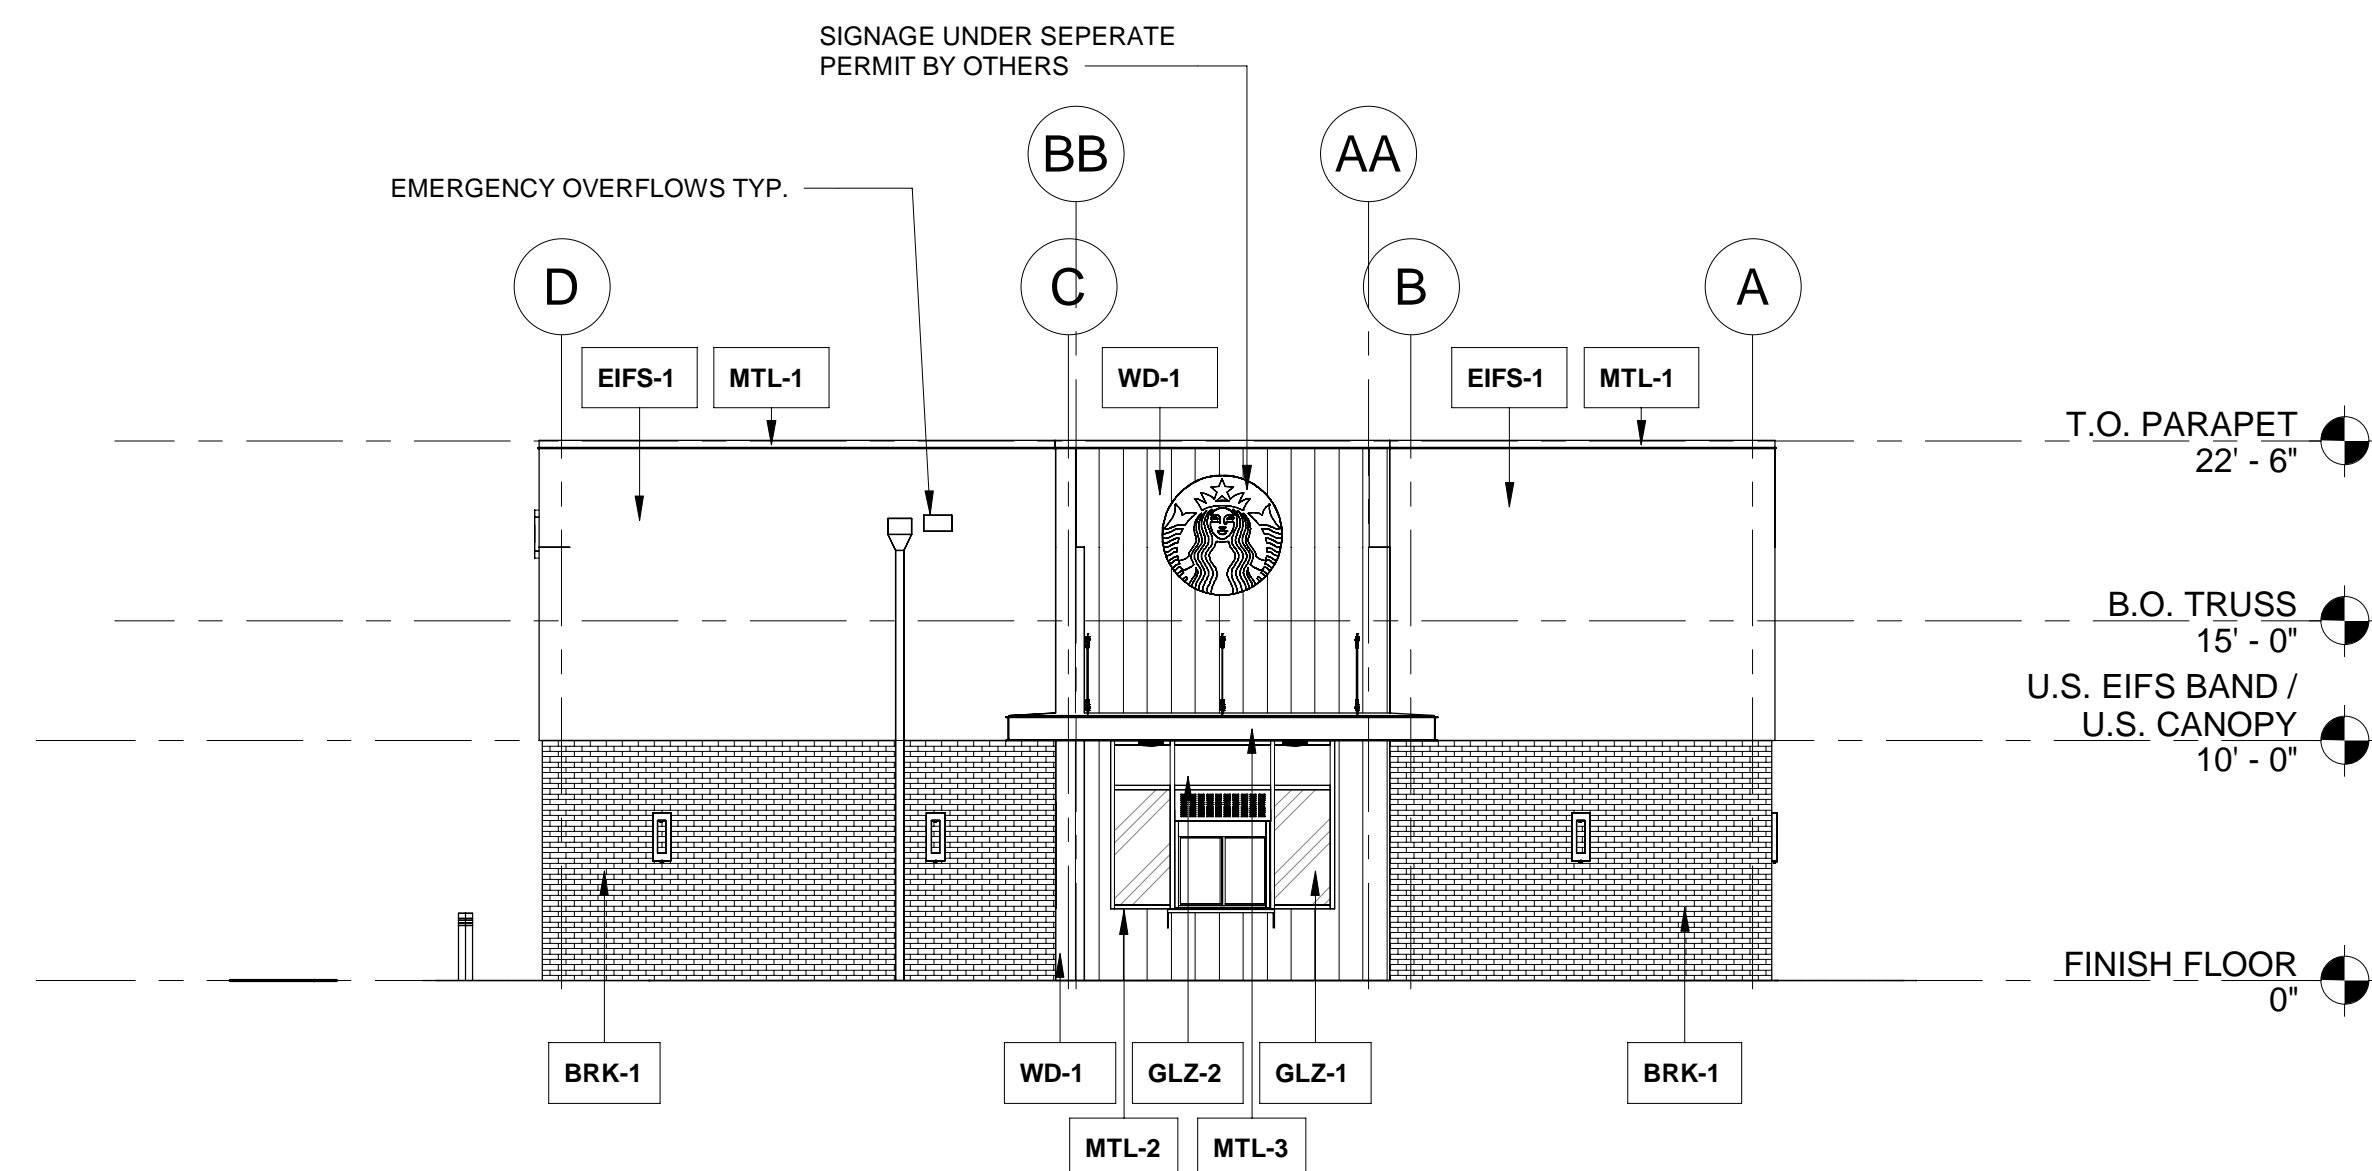 SIGNAGE UNDER SEPERATE
PERMIT BY OTHERS
BB
AA
EMERGENCY OVERFLOWS TYP.
D
C
B
A
EIFS-1
MTL-1
WD-1
EIFS-1
MTL-1
T.O. PARAPET
22' - 6"
B.O. TRUSS
15' - 0"
U.S. EIFS BAND /
U.S. CANOPY
10' - 0"
FINISH FLOOR
0"
BRK-1
WD-1
GLZ-2
GLZ-1
BRK-1
MTL-2
MTL-3